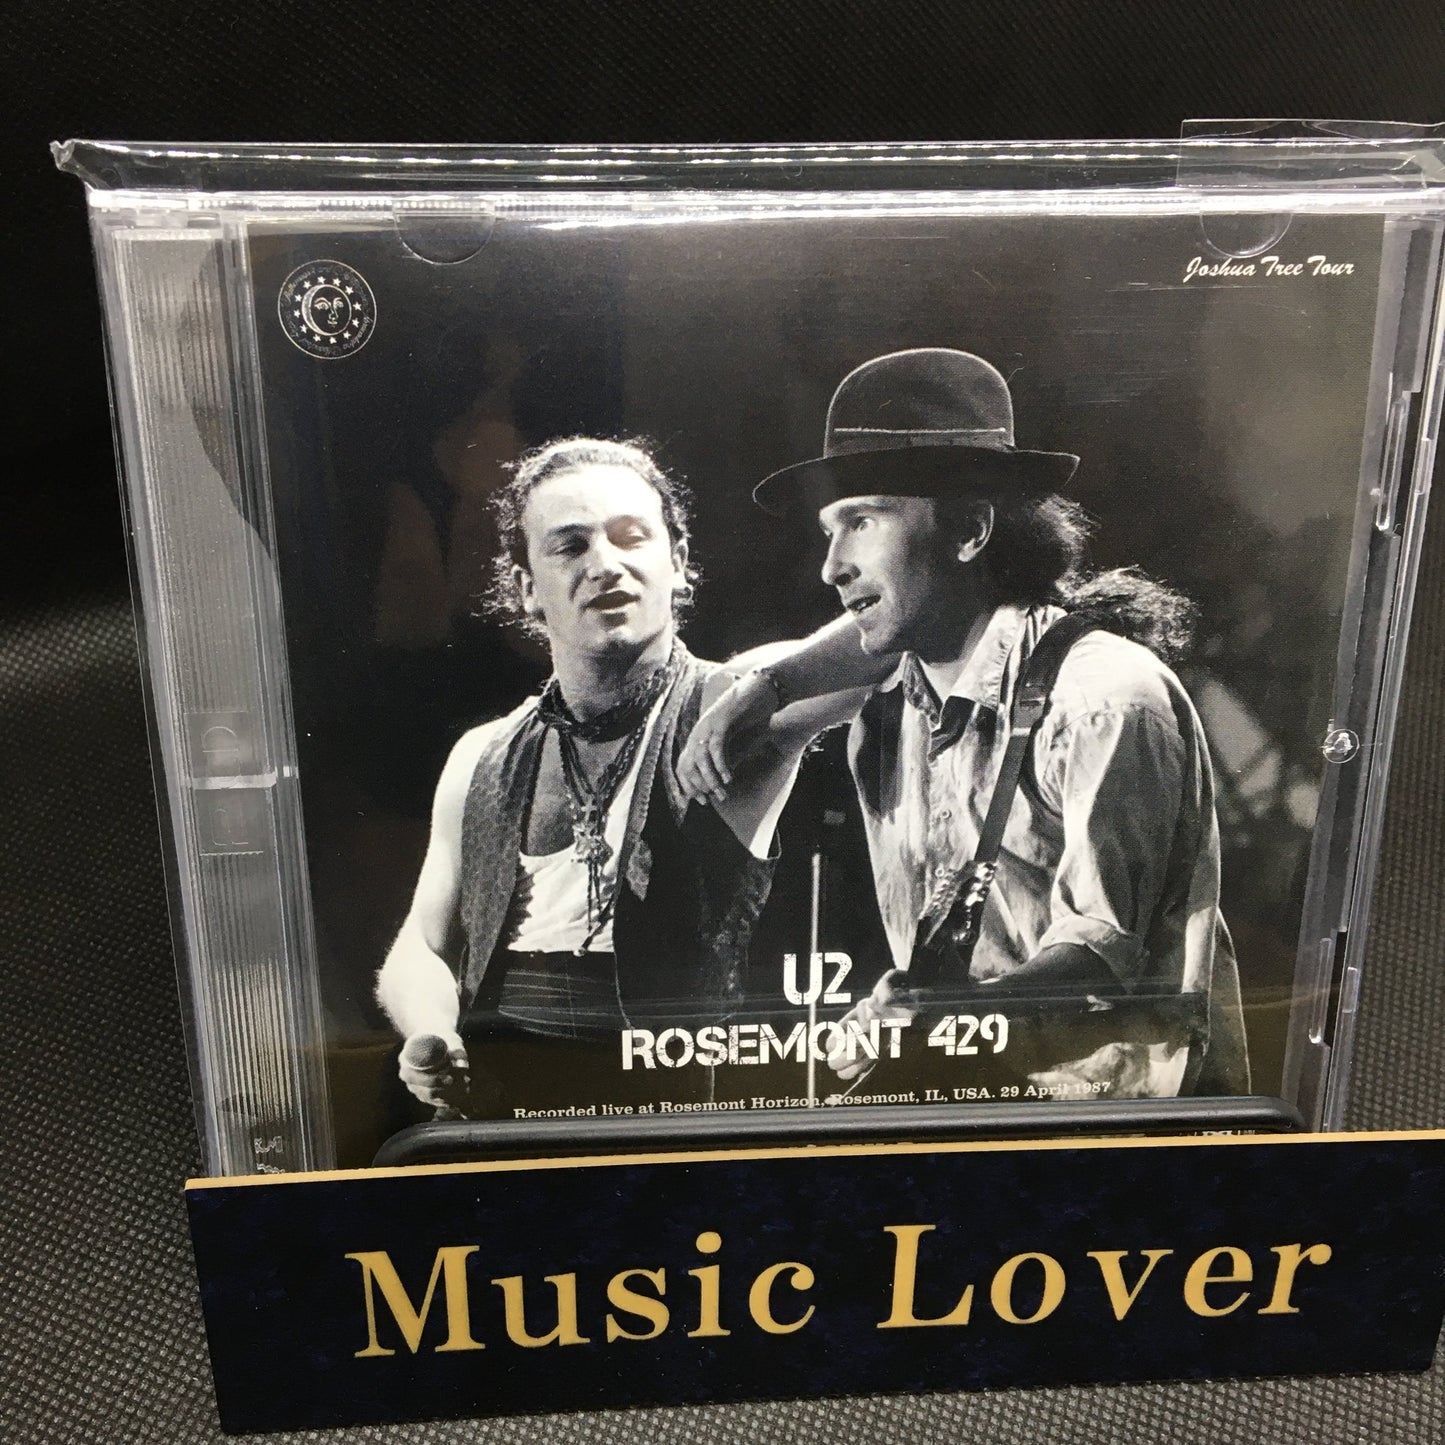 Joshua Tree Tour
U2
ROSEMONT 429
Recorded live at Rosemont Horizon, Rosemont, IL, USA. 29 April 1987
Music Lover